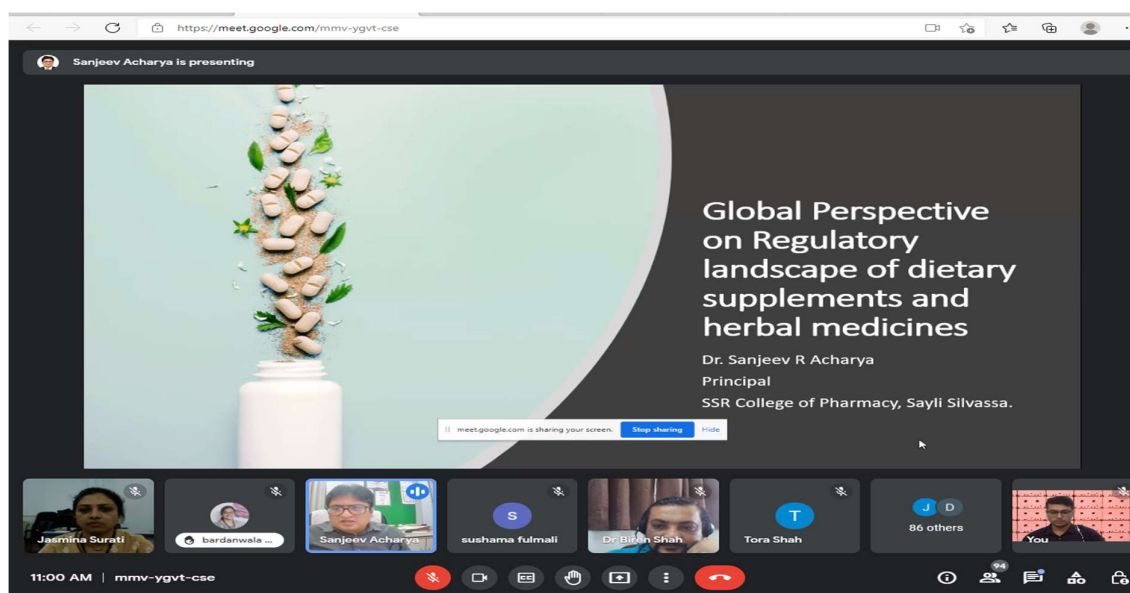 https://meet.google.com/mmv-ygvt-cse
Sanjeev Acharya is presenting
Global Perspective
on Regulatory
landscape of dietary
supplements and
herbal medicines
Dr. Sanjeev R Acharya
Principal
SSR College of Pharmacy, Sayli Silvassa.
meet.google.com is sharing your screen. Stop sharing Hide
S
T
J D
86 others
Jasmina Surati
bardanwala ...
Sanjeev Acharya
sushama fulmali
Dr Biren Shah
Tora Shah
You
11:00 AM | mmv-ygvt-cse
CC
94